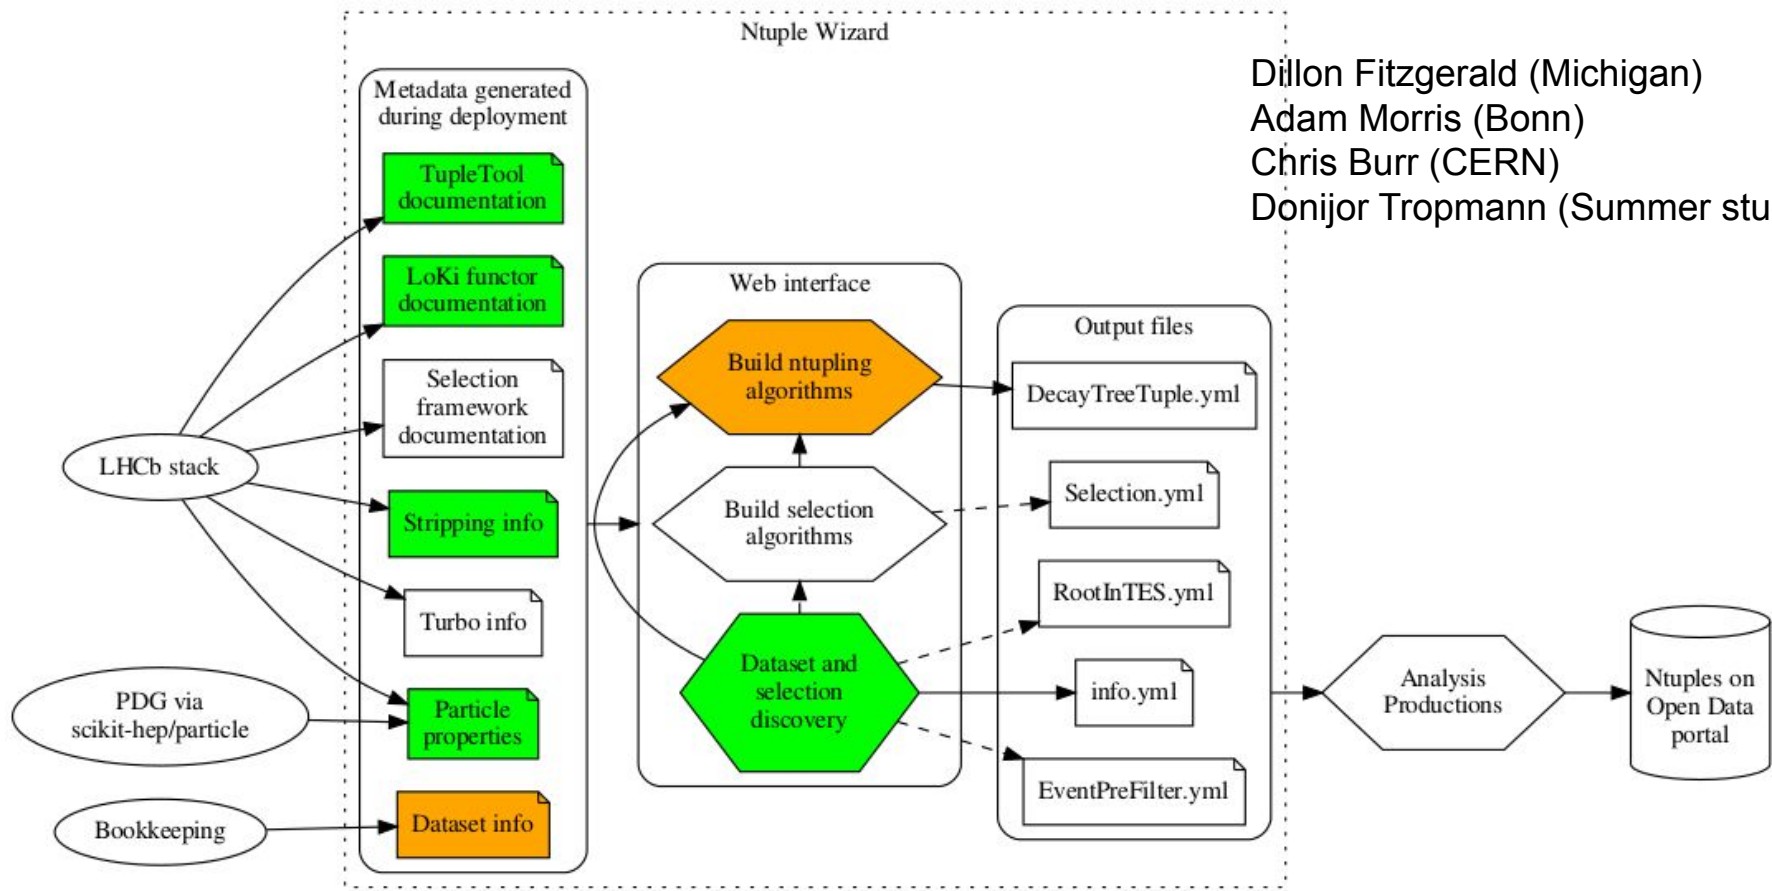 Ntuple Wizard
Dillon Fitzgerald (Michigan)
Adam Morris (Bonn)
Chris Burr (CERN)
Donijor Tropmann (Summer stu
Metadata generated
during deployment
TupleTool
documentation
LoKi functor
documentation
Selection
framework
documentation
Stripping info
Turbo info
Particle
properties
Dataset info
LHCb stack
PDG via
scikit-hep/particle
Bookkeeping
Web interface
Build ntupling
algorithms
Build selection
algorithms
Dataset and
selection
discovery
Output files
DecayTreeTuple.yml
Selection.yml
RootInTES.yml
info.yml
EventPreFilter.yml
Analysis
Productions
Ntuples on
Open Data
portal